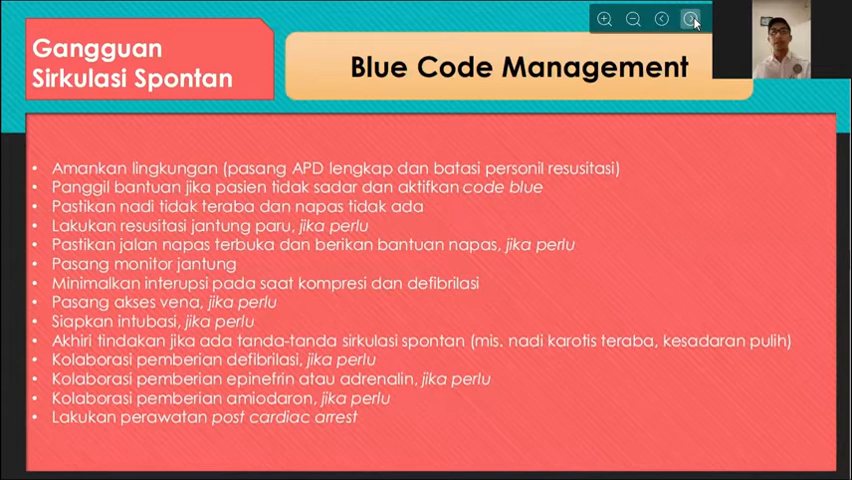 Gangguan
Sirkulasi Spontan
Blue Code Management
• Amankan lingkungan (pasang APD lengkap dan batasi personil resusitasi)
• Panggil bantuan jika pasien tidak sadar dan aktifkan code blue
• Pastikan nadi tidak teraba dan napas tidak ada
• Lakukan resusitasi jantung paru, jika perlu
• Pastikan jalan napas terbuka dan berikan bantuan napas, jika perlu
• Pasang monitor jantung
• Minimalkan interupsi pada saat kompresi dan defibrilasi
• Pasang akses vena, jika perlu
• Siapkan intubasi, jika perlu
• Akhiri tindakan jika ada tanda-tanda sirkulasi spontan (mis. nadi karotis teraba, kesadaran pulih)
• Kolaborasi pemberian defibrilasi, jika perlu
• Kolaborasi pemberian epinefrin atau adrenalin, jika perlu
• Kolaborasi pemberian amiodaron, jika perlu
• Lakukan perawatan post cardiac arrest